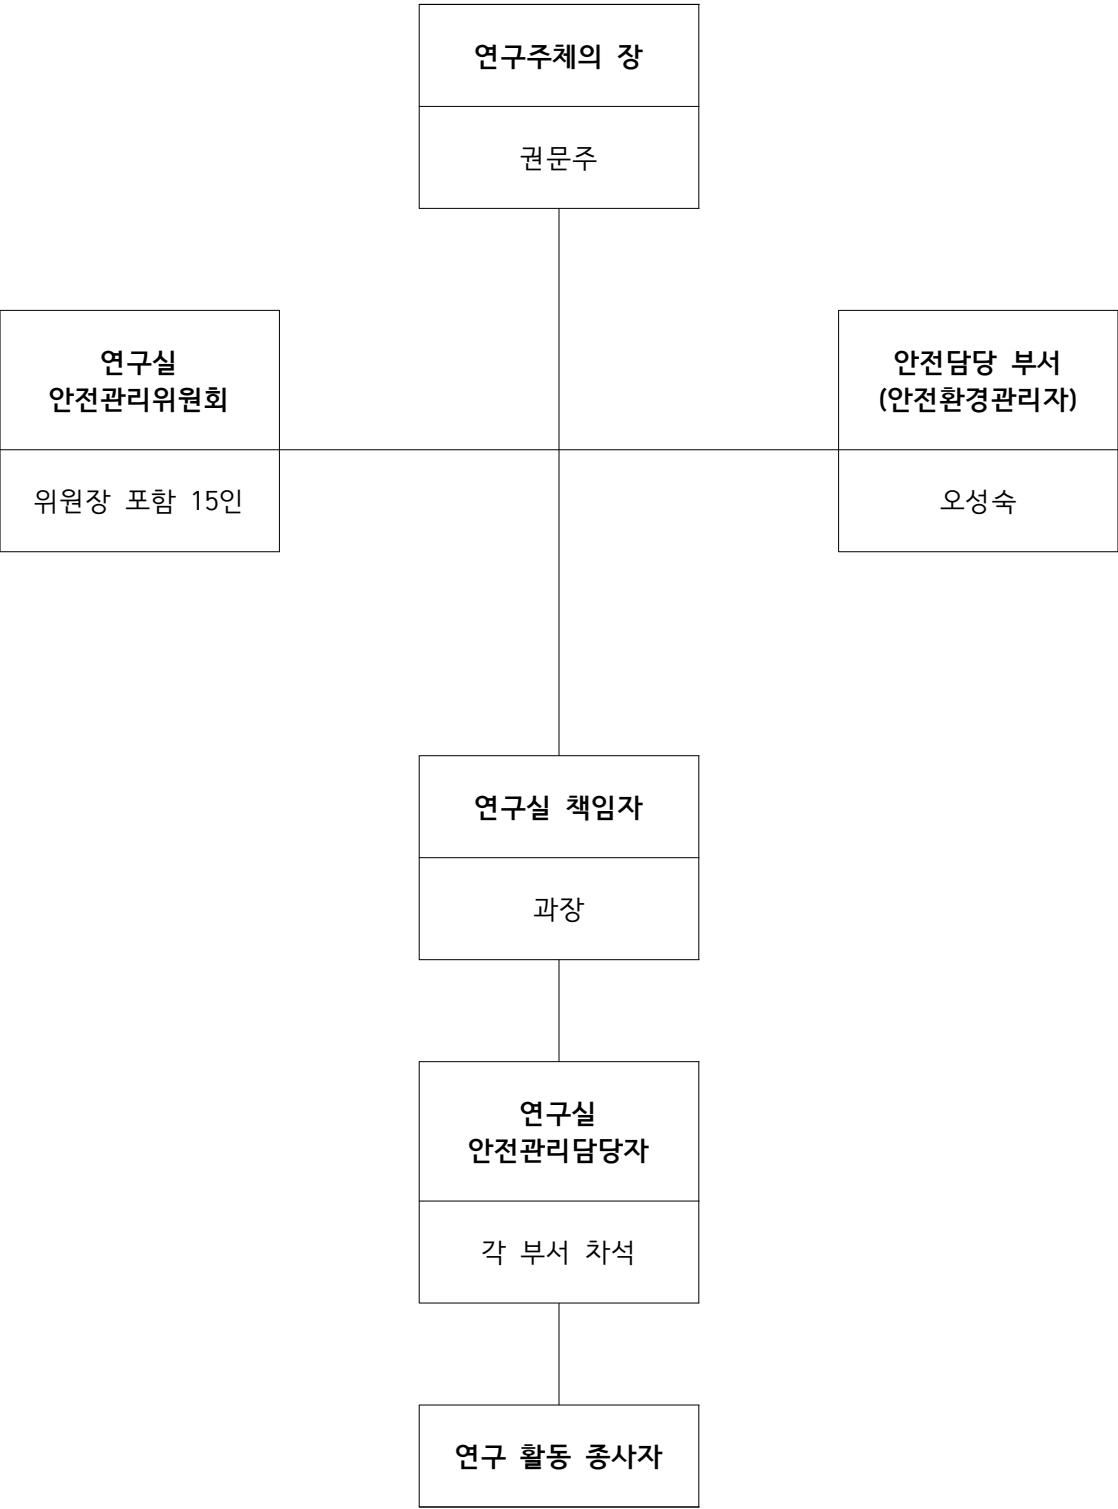 연구주체의 장
권문주
연구실
안전관리위원회
위원장 포함 15인
안전담당 부서
(안전환경관리자)
오성숙
연구실 책임자
과장
연구실
안전관리담당자
각 부서 차석
연구 활동 종사자